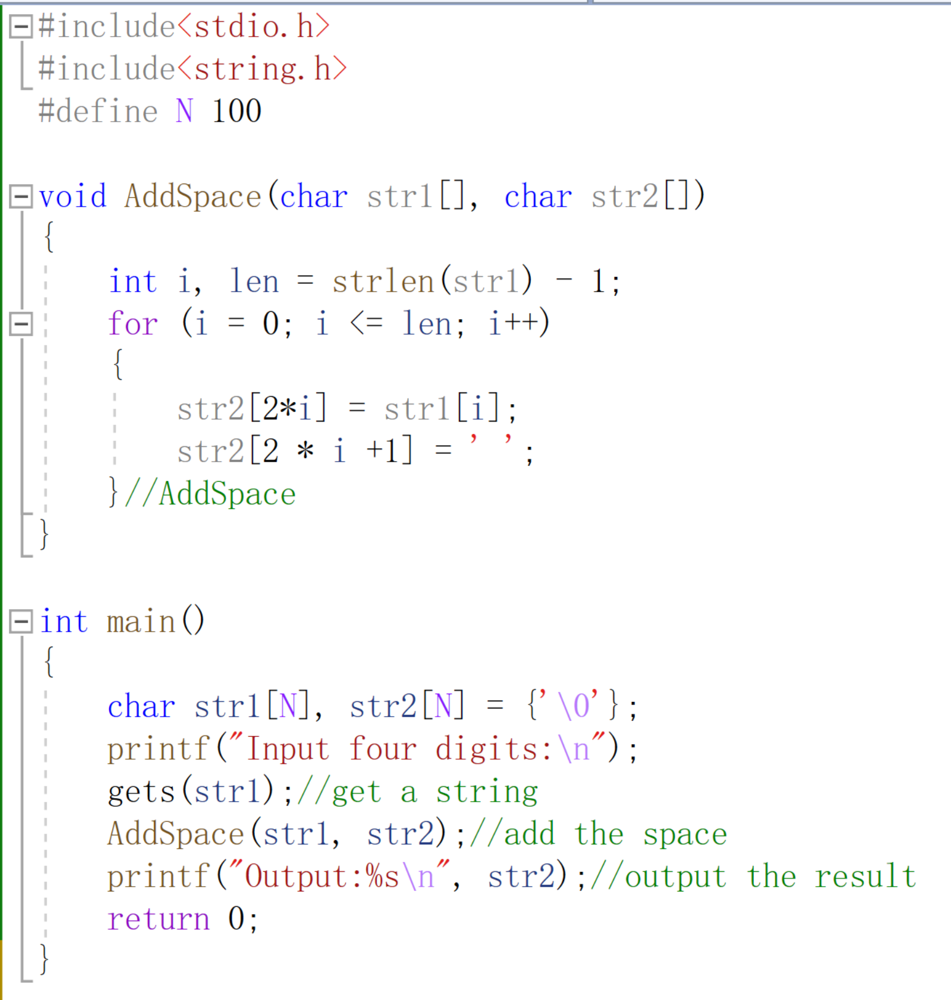 #include<stdio.h>
#include<string.h>
#define N 100
void AddSpace(char str1[], char str2[])
{
int i, len = strlen(str1) - 1;
for (i = 0; i <= len; i++)
{
str2[2*i] = str1[i];
str2[2 * i +1] = ' ';
}//AddSpace
}
int main()
{
char str1[N], str2[N] = {'\0'};
printf("Input four digits:\n");
gets(str1);//get a string
AddSpace(str1, str2);//add the space
printf("Output:%s\n", str2);//output the result
return 0;
}